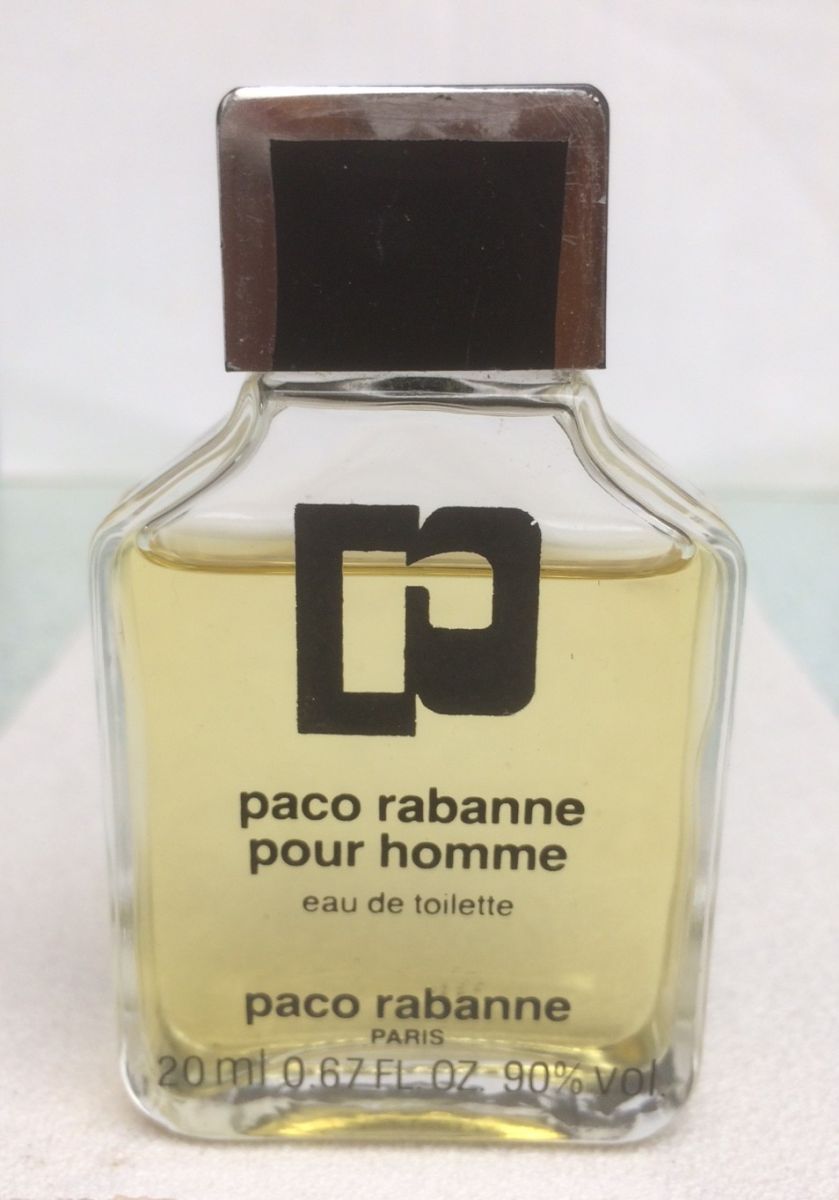 paco rabanne
pour homme
eau de toilette
paco rabanne
PARIS
20 ml 0.67 FL. OZ. 90% vol.